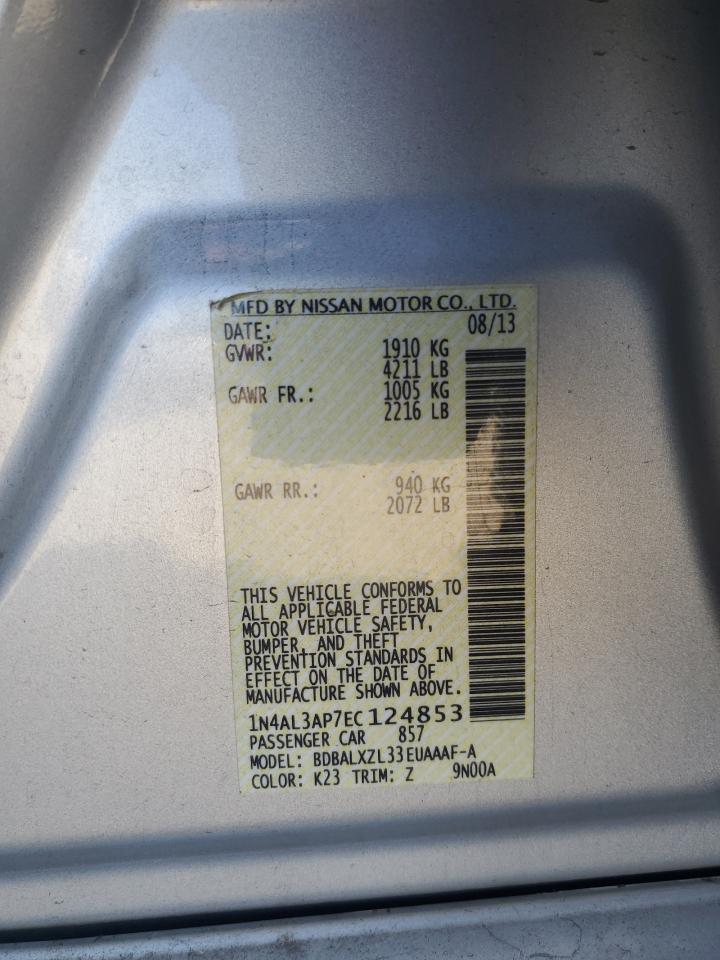 MFD BY NISSAN MOTOR CO., LTD.
DATE: 08/13
GVWR: 1910 KG
4211 LB
GAWR FR.: 1005 KG
2216 LB
GAWR RR.: 940 KG
2072 LB
THIS VEHICLE CONFORMS TO
ALL APPLICABLE FEDERAL
MOTOR VEHICLE SAFETY,
BUMPER, AND THEFT
PREVENTION STANDARDS IN
EFFECT ON THE DATE OF
MANUFACTURE SHOWN ABOVE.
1N4AL3AP7EC124853
PASSENGER CAR 857
MODEL: BDBALXZL33EUAAAF-A
COLOR: K23 TRIM: Z 9N00A